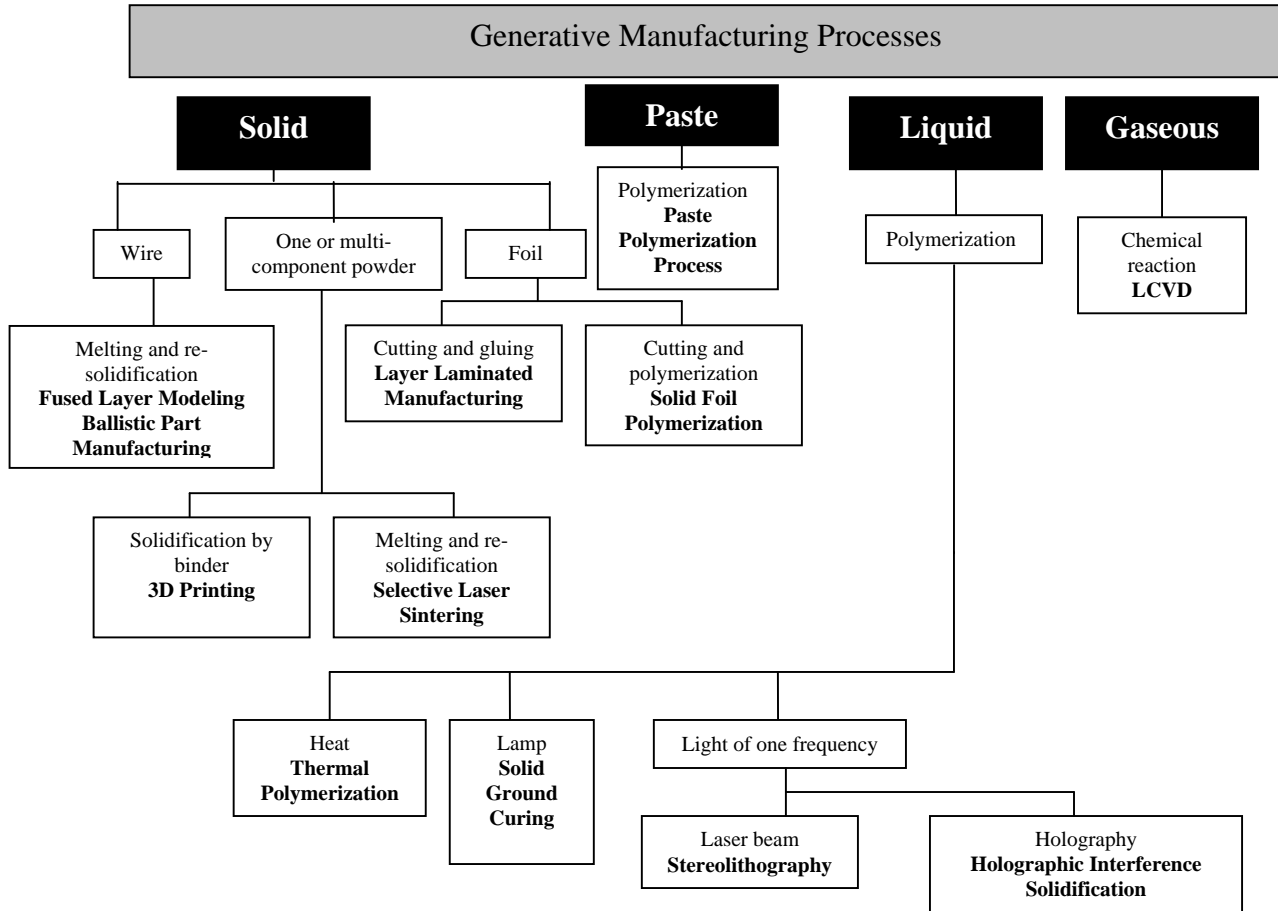 Generative Manufacturing Processes
Solid
Paste
Liquid
Gaseous
Wire
One or multi-
component powder
Foil
Polymerization
Paste
Polymerization
Process
Polymerization
Chemical
reaction
LCVD
Melting and re-
solidification
Fused Layer Modeling
Ballistic Part
Manufacturing
Cutting and gluing
Layer Laminated
Manufacturing
Cutting and
polymerization
Solid Foil
Polymerization
Solidification by
binder
3D Printing
Melting and re-
solidification
Selective Laser
Sintering
Heat
Thermal
Polymerization
Lamp
Solid
Ground
Curing
Light of one frequency
Laser beam
Stereolithography
Holography
Holographic Interference
Solidification